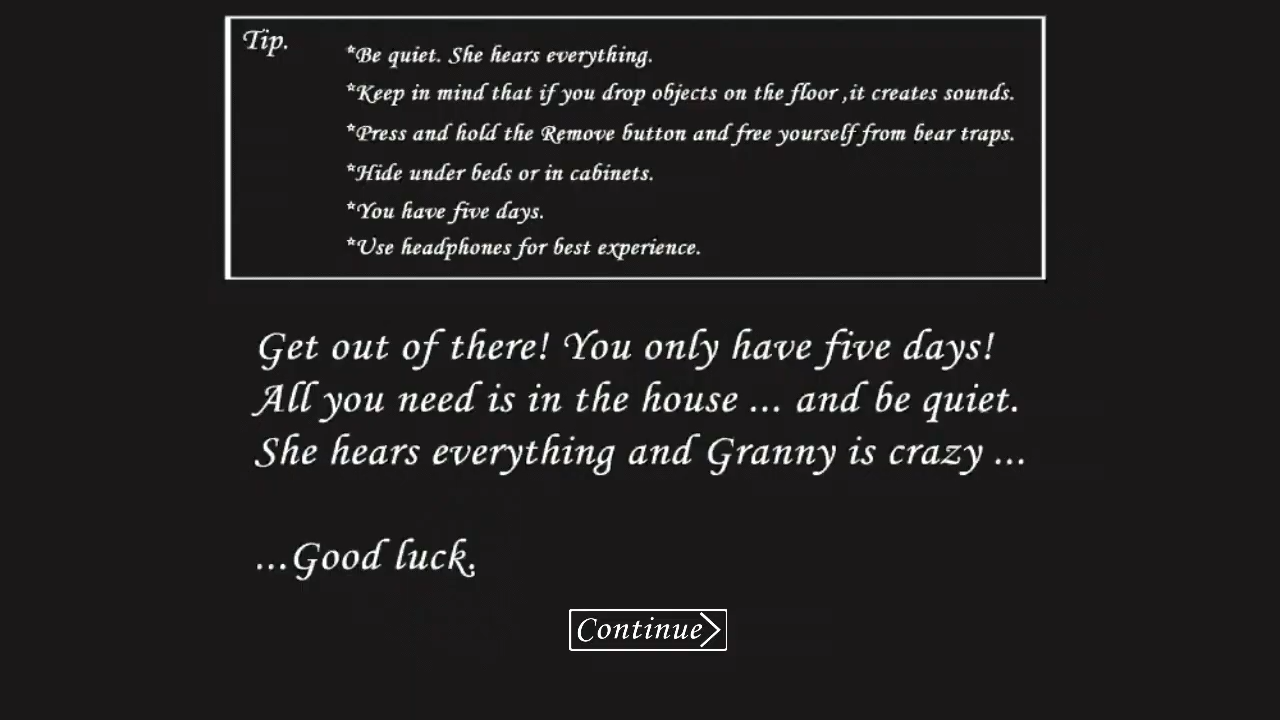 Tip.
*Be quiet. She hears everything.
*Keep in mind that if you drop objects on the floor ,it creates sounds.
*Press and hold the Remove button and free yourself from bear traps.
*Hide under beds or in cabinets.
*You have five days.
*Use headphones for best experience.
Get out of there! You only have five days!
All you need is in the house ... and be quiet.
She hears everything and Granny is crazy ...
...Good luck.
Continue